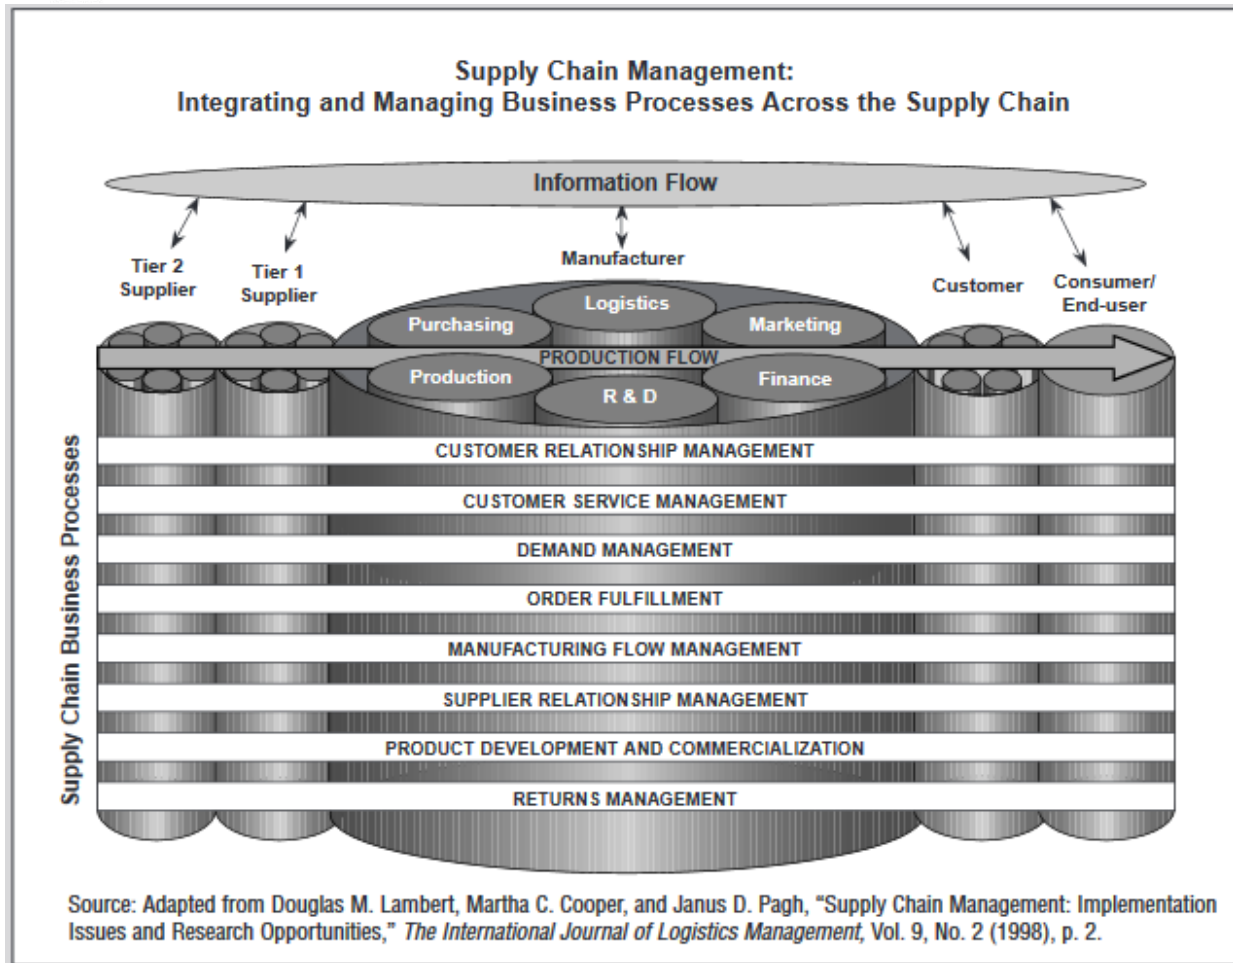 Supply Chain Management:
Integrating and Managing Business Processes Across the Supply Chain
Information Flow
Tier 2
Supplier
Tier 1
Supplier
Manufacturer
Customer
Consumer/
End-user
Logistics
Purchasing
Marketing
PRODUCTION FLOW
Production
R & D
Finance
Supply Chain Business Processes
CUSTOMER RELATIONSHIP MANAGEMENT
CUSTOMER SERVICE MANAGEMENT
DEMAND MANAGEMENT
ORDER FULFILLMENT
MANUFACTURING FLOW MANAGEMENT
SUPPLIER RELATIONSHIP MANAGEMENT
PRODUCT DEVELOPMENT AND COMMERCIALIZATION
RETURNS MANAGEMENT
Source: Adapted from Douglas M. Lambert, Martha C. Cooper, and Janus D. Pagh, “Supply Chain Management: Implementation
Issues and Research Opportunities,” The International Journal of Logistics Management, Vol. 9, No. 2 (1998), p. 2.